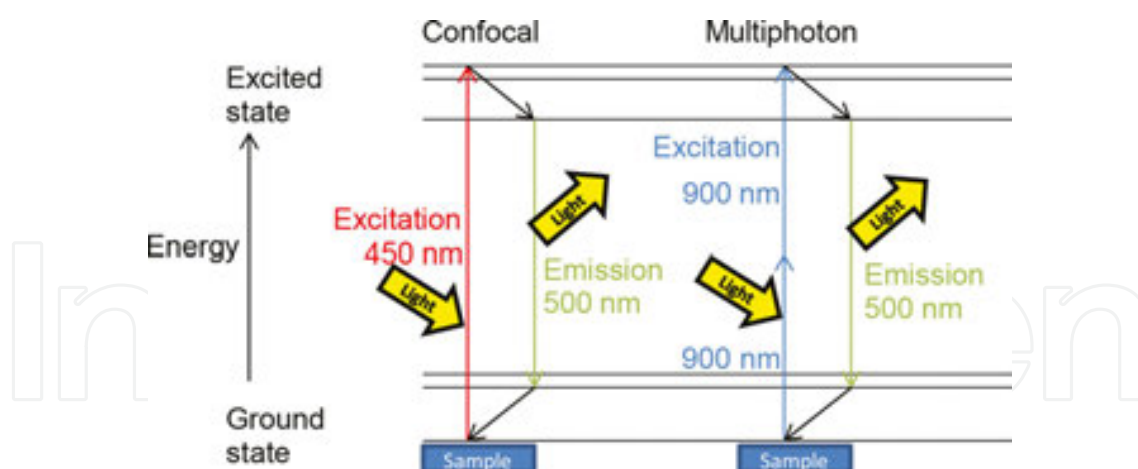 Confocal
Multiphoton
Excited
state
Energy
Ground
state
Excitation
450 nm
Light
Light
Emission
500 nm
Sample
Excitation
900 nm
Light
900 nm
Light
Emission
500 nm
Sample